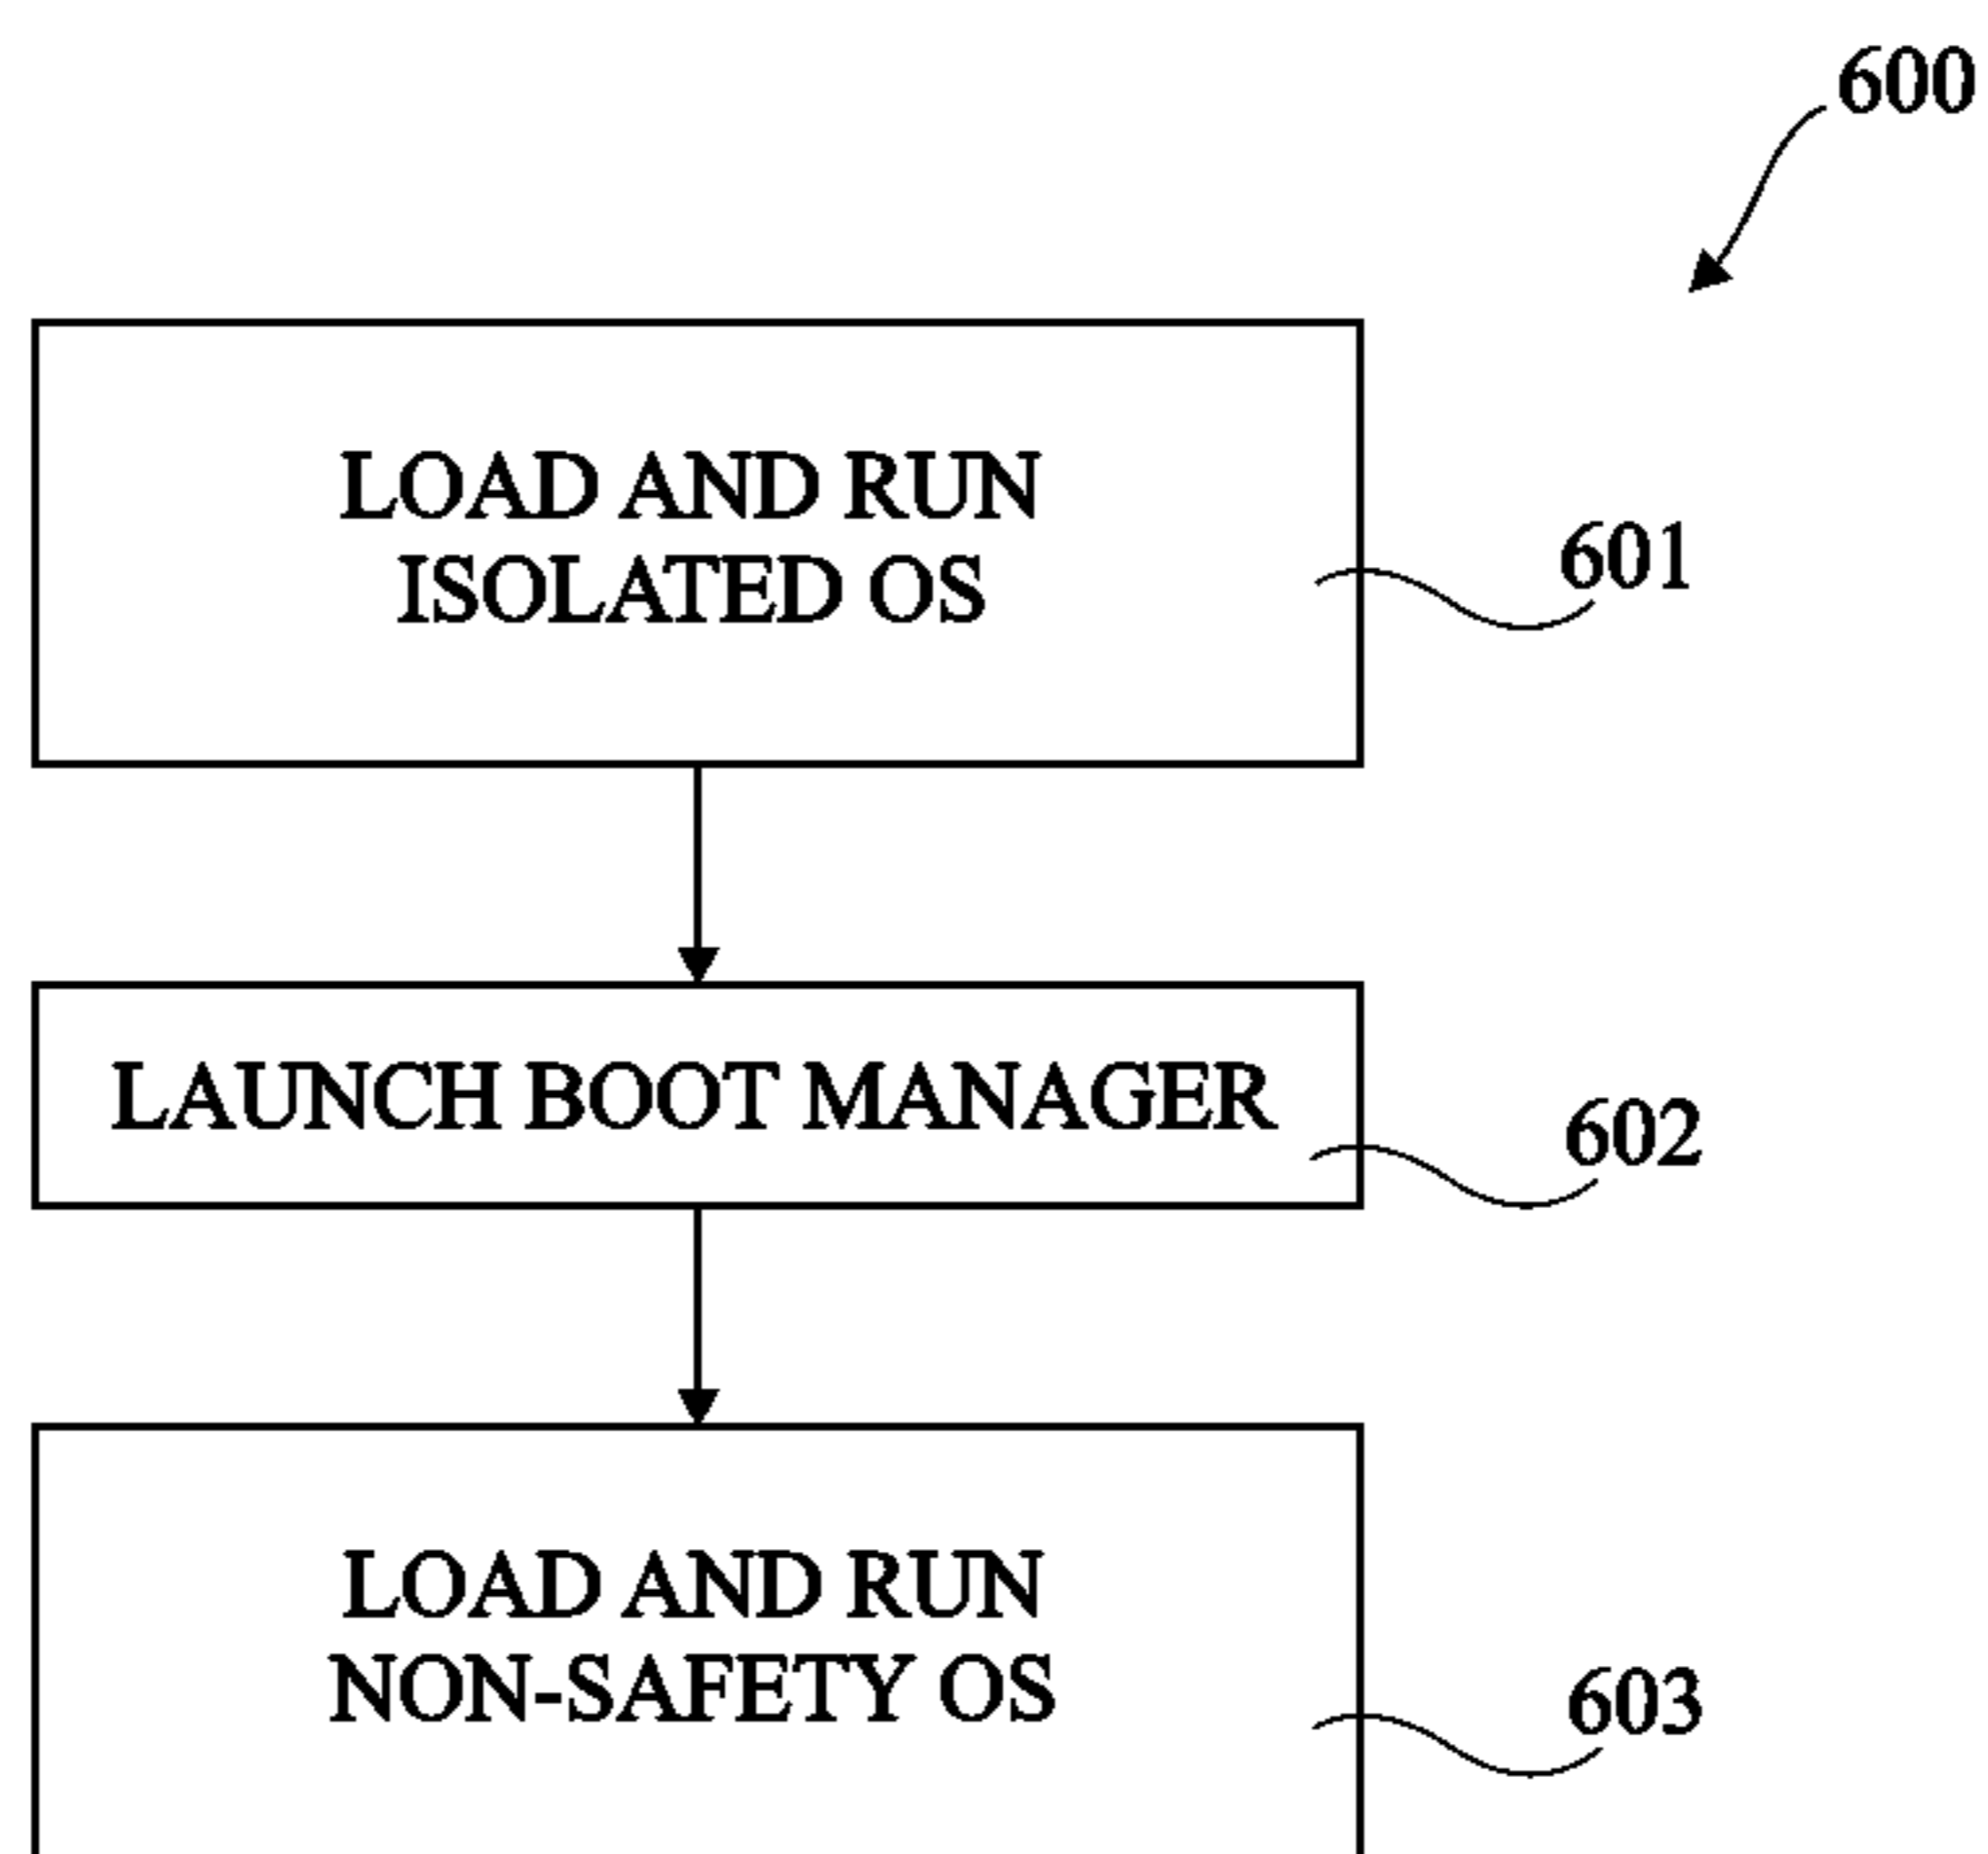 600
LOAD AND RUN
ISOLATED OS
601
LAUNCH BOOT MANAGER
602
LOAD AND RUN
NON-SAFETY OS
603